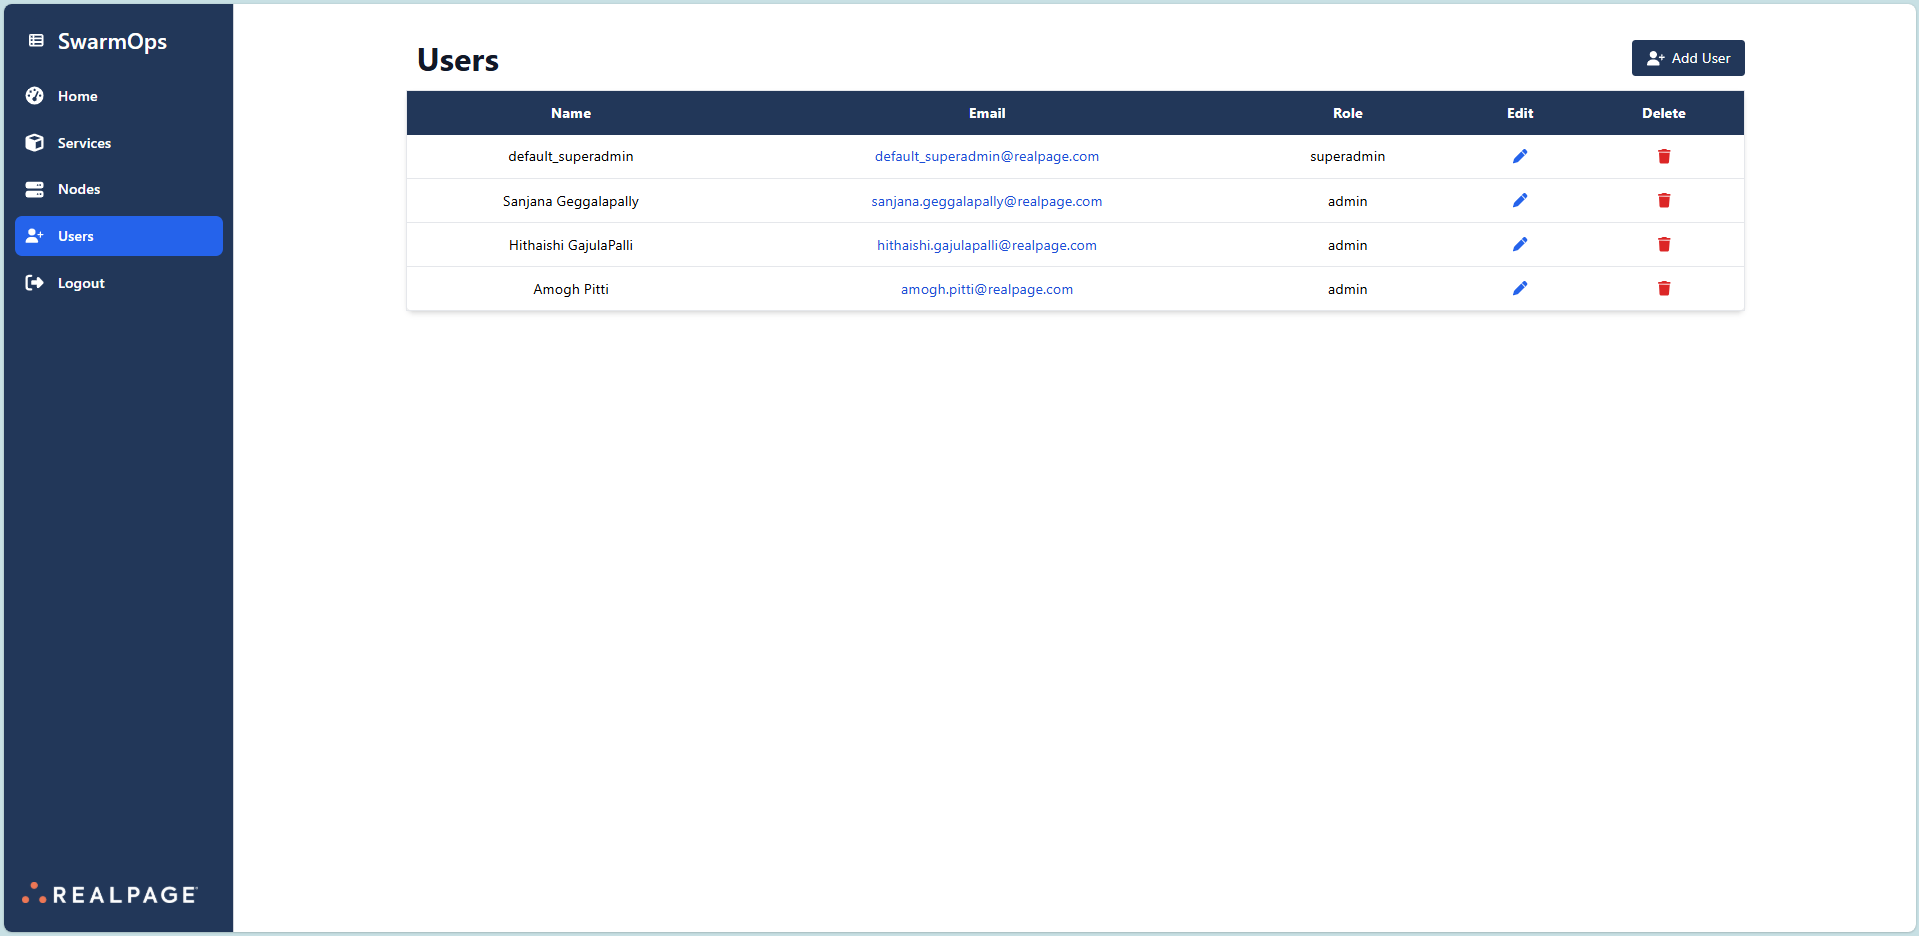 SwarmOps
Home
Services
Nodes
Users
Logout
REALPAGE
Users
Add User
Name Email Role Edit Delete
default_superadmin default_superadmin@realpage.com superadmin
Sanjana Geggalapally sanjana.geggalapally@realpage.com admin
Hithaishi GajulaPalli hithaishi.gajulapalli@realpage.com admin
Amogh Pitti amogh.pitti@realpage.com admin